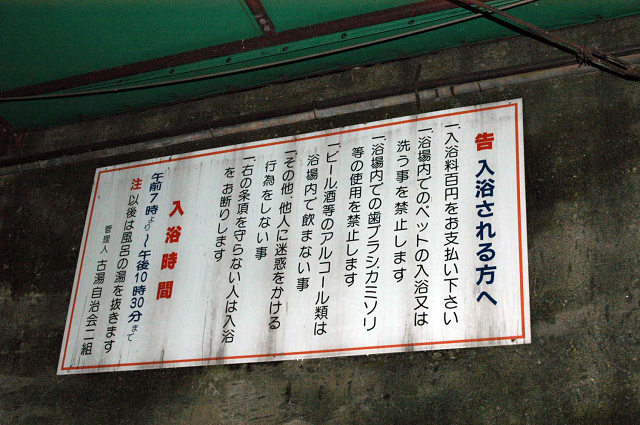 告 入浴される方へ
一、入浴料百円をお支払い下さい
一、浴場内でのペットの入浴又は
洗う事を禁止します
一、浴場内での歯ブラシ、カミソリ
等の使用を禁止します
一、ビール、酒等のアルコール類は
浴場内で飲まない事
一、その他、他人に迷惑をかける
行為をしない事
一、右の条項を守らない人は入浴
をお断りします
入浴時間
午前7時より〜午後10時30分まで
注 以後は風呂の湯を抜きます
管理人 古湯自治会二組